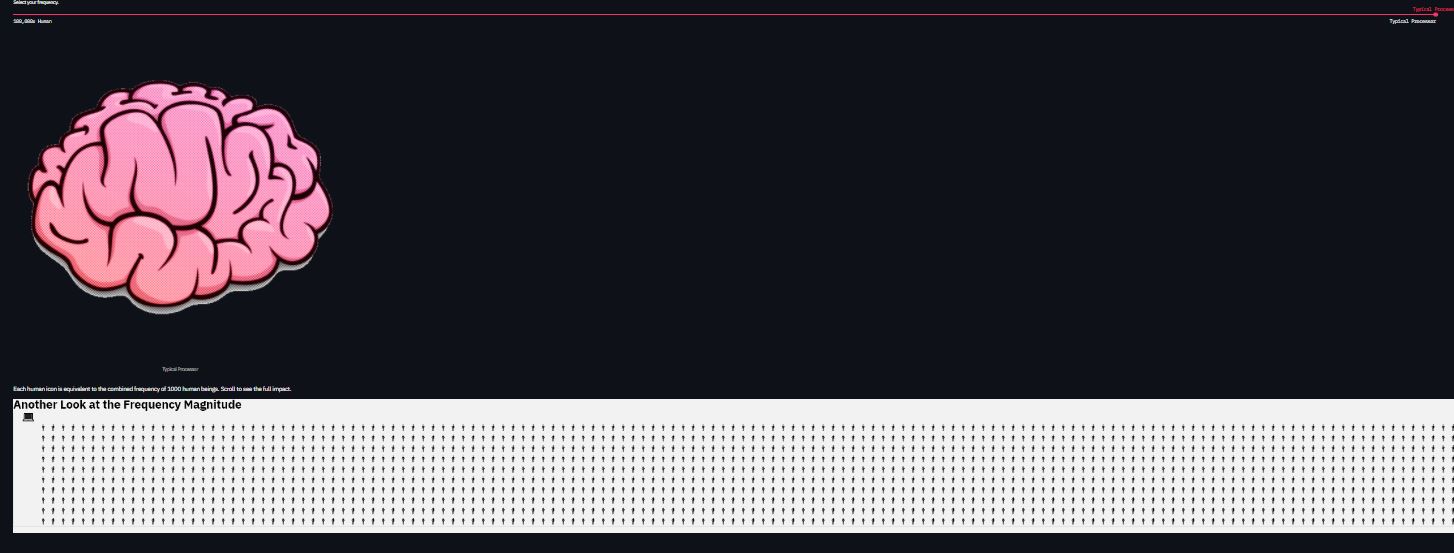 Select your frequency.
Typical Proces
100,000x Human
Typical Processor
Typical Processor
Each human icon is equivalent to the combined frequency of 1000 human beings. Scroll to see the full impact.
Another Look at the Frequency Magnitude